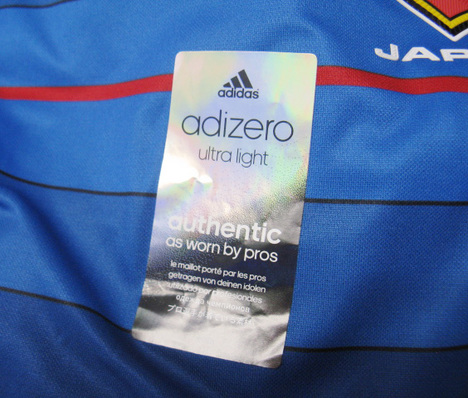 JAP
adidas
adizero
ultra light
authentic
as worn by pros
le maillot porté par les pros
getragen von deinen idolen